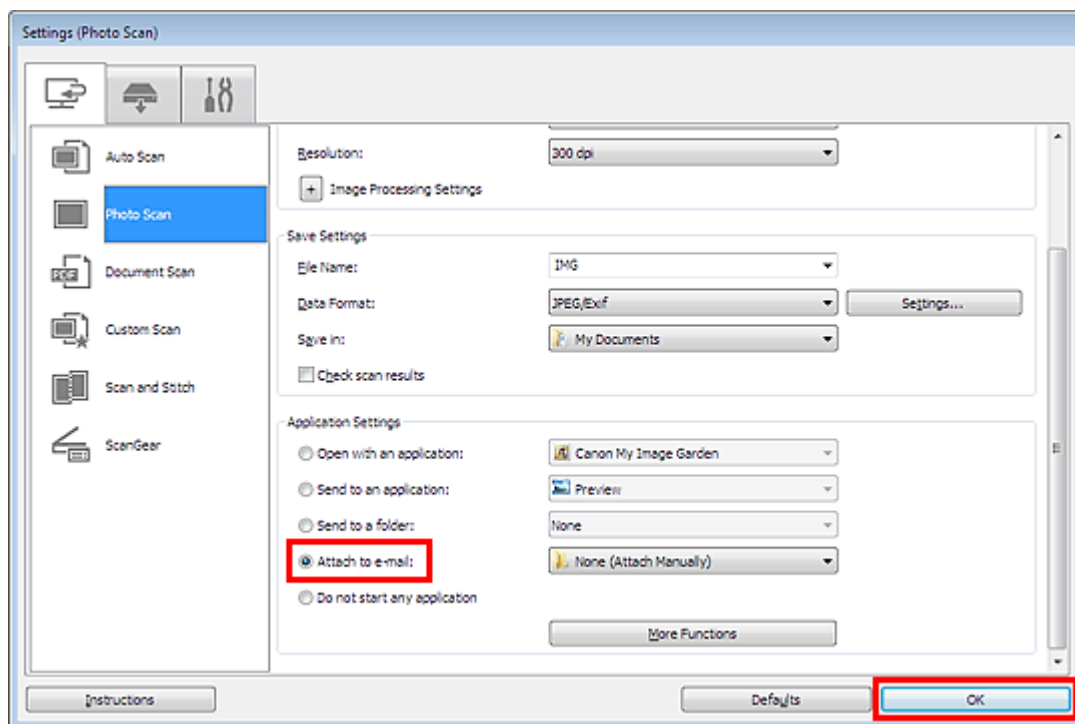 Settings (Photo Scan)
Auto Scan
Photo Scan
PDF
Document Scan
Custom Scan
Scan and Stitch
ScanGear
Resolution: 300 dpi
+ Image Processing Settings
Save Settings
File Name: IMG
Data Format: JPEG/Exif Settings...
Save in: My Documents
Check scan results
Application Settings
Open with an application: Canon My Image Garden
Send to an application: Preview
Send to a folder: None
Attach to e-mail: None (Attach Manually)
Do not start any application
More Functions
Instructions Defaults OK